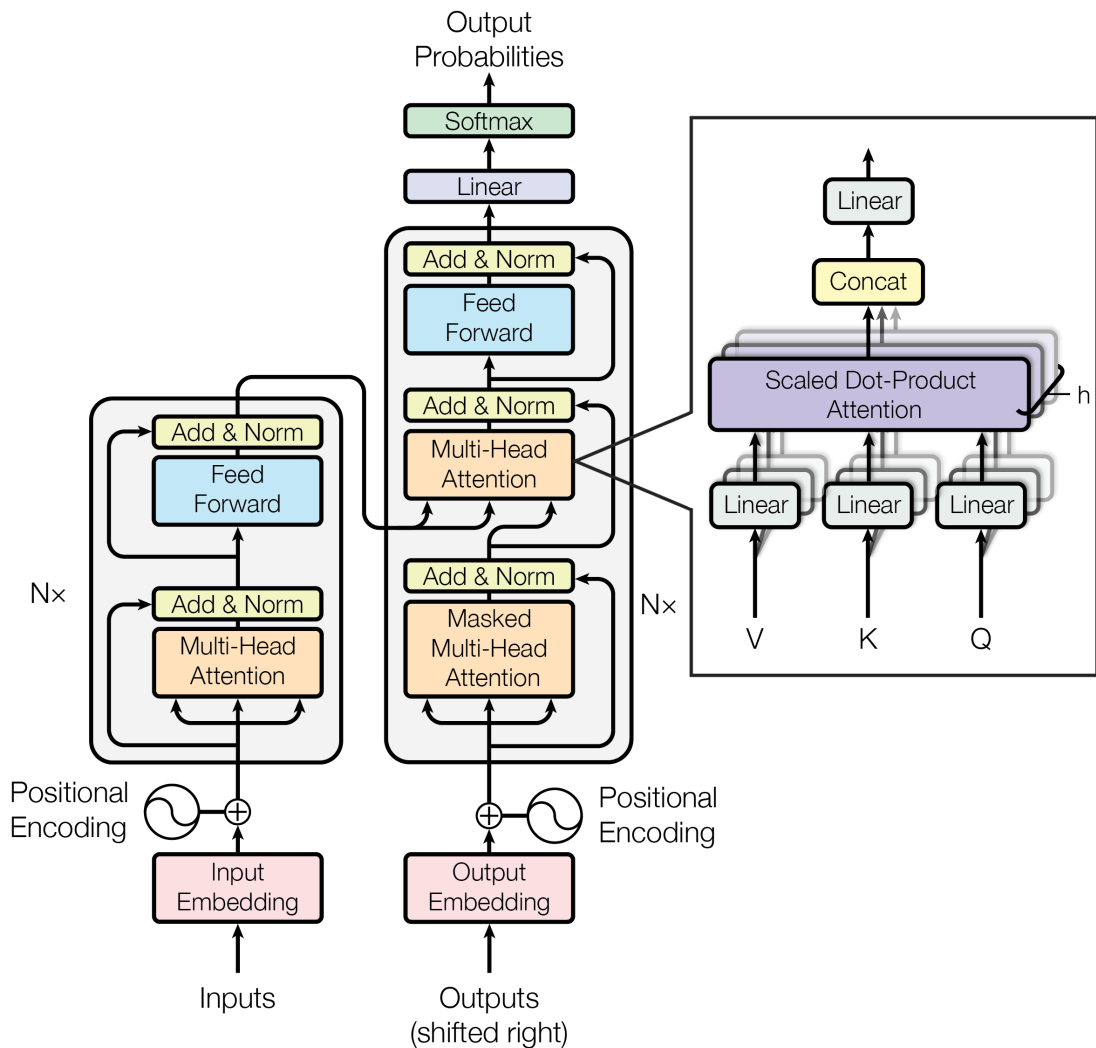 Output
Probabilities
Softmax
Linear
Add & Norm
Feed
Forward
Add & Norm
Multi-Head
Attention
Add & Norm
Masked
Multi-Head
Attention
N×
Positional
Encoding
Output
Embedding
Outputs
(shifted right)
Add & Norm
Feed
Forward
Add & Norm
Multi-Head
Attention
N×
Positional
Encoding
Input
Embedding
Inputs
Linear
Concat
Scaled Dot-Product
Attention
h
Linear
Linear
Linear
V
K
Q